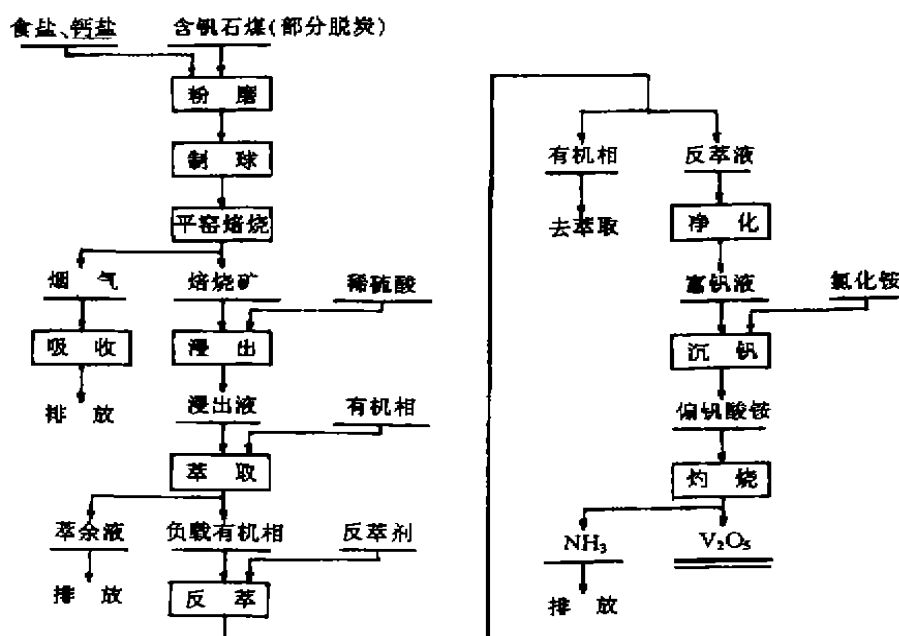 食盐、钙盐
含钒石煤(部分脱炭)
粉磨
制球
平窑焙烧
烟气
焙烧矿
稀硫酸
吸收
浸出
排放
浸出液
有机相
萃取
萃余液
负载有机相
反萃剂
排放
反萃
有机相
反萃液
去萃取
净化
富钒液
氯化铵
沉钒
偏钒酸铵
灼烧
NH₃
V₂O₅
排放